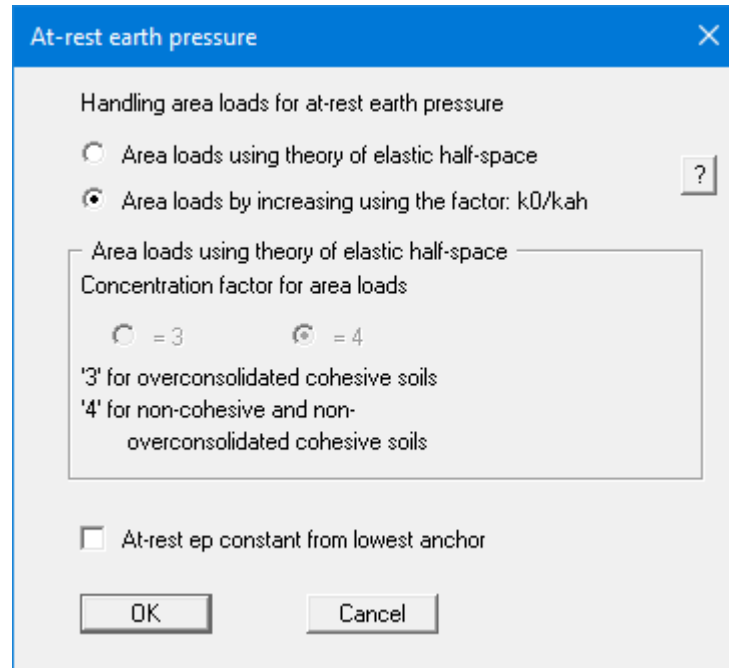 At-rest earth pressure
Handling area loads for at-rest earth pressure
Area loads using theory of elastic half-space
?
Area loads by increasing using the factor: k0/kah
Area loads using theory of elastic half-space
Concentration factor for area loads
= 3 = 4
'3' for overconsolidated cohesive soils
'4' for non-cohesive and non-
overconsolidated cohesive soils
At-rest ep constant from lowest anchor
OK Cancel